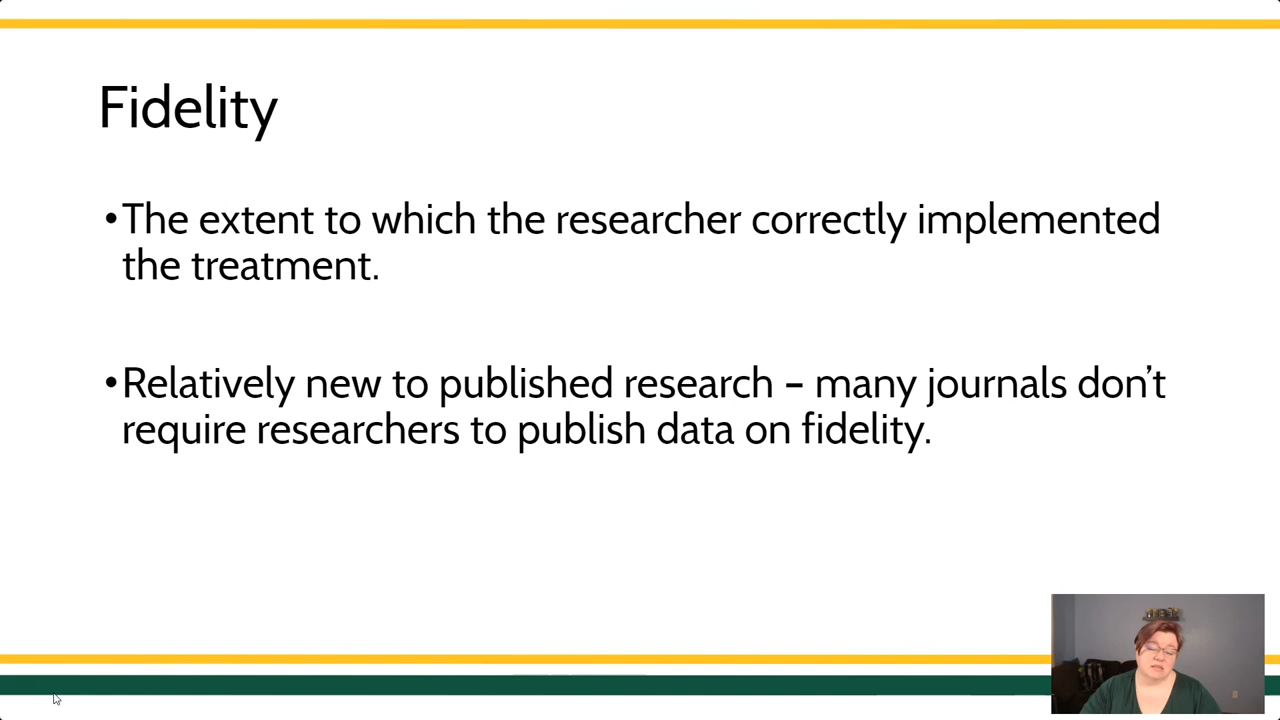 Fidelity
•The extent to which the researcher correctly implemented
the treatment.
•Relatively new to published research – many journals don’t
require researchers to publish data on fidelity.